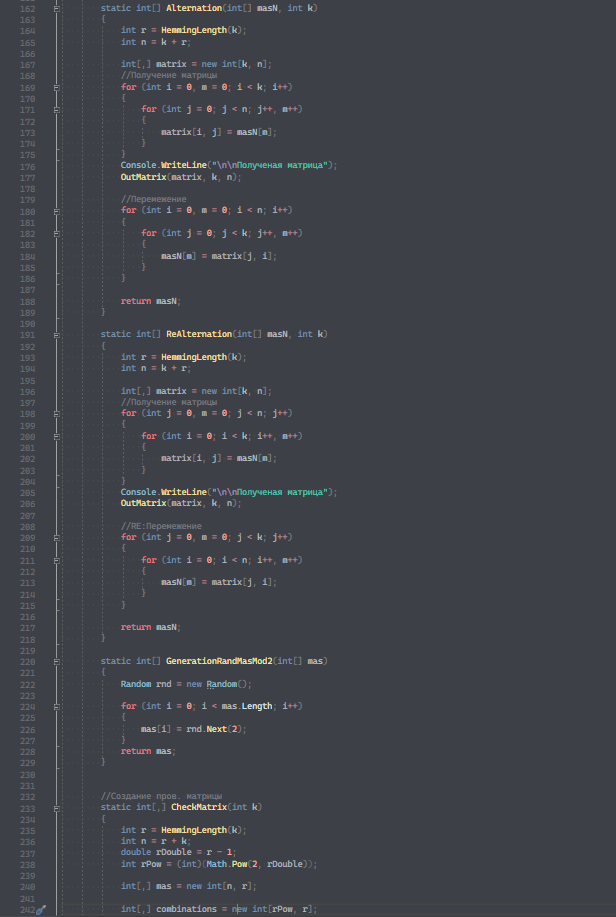 162 static int[] Alternation(int[] masN, int k)
163 {
164 int r = HemmingLength(k);
165 int n = k + r;
166
167 int[,] matrix = new int[k, n];
168 //Получение матрицы
169 for (int i = 0, m = 0; i < k; i++)
170 {
171 for (int j = 0; j < n; j++, m++)
172 {
173 matrix[i, j] = masN[m];
174 }
175 }
176 Console.WriteLine("\n\nПолученая матрица");
177 OutMatrix(matrix, k, n);
178
179 //Перемежение
180 for (int i = 0, m = 0; i < n; i++)
181 {
182 for (int j = 0; j < k; j++, m++)
183 {
184 masN[m] = matrix[j, i];
185 }
186 }
187
188 return masN;
189 }
190
191 static int[] ReAlternation(int[] masN, int k)
192 {
193 int r = HemmingLength(k);
194 int n = k + r;
195
196 int[,] matrix = new int[k, n];
197 //Получение матрицы
198 for (int j = 0, m = 0; j < n; j++)
199 {
200 for (int i = 0; i < k; i++, m++)
201 {
202 matrix[i, j] = masN[m];
203 }
204 }
205 Console.WriteLine("\n\nПолученая матрица");
206 OutMatrix(matrix, k, n);
207
208 //RE:Перемежение
209 for (int j = 0, m = 0; j < k; j++)
210 {
211 for (int i = 0; i < n; i++, m++)
212 {
213 masN[m] = matrix[j, i];
214 }
215 }
216
217 return masN;
218 }
219
220 static int[] GenerationRandMasMod2(int[] mas)
221 {
222 Random rnd = new Random();
223
224 for (int i = 0; i < mas.Length; i++)
225 {
226 mas[i] = rnd.Next(2);
227 }
228 return mas;
229 }
230
231
232 //Создание пров. матрицы
233 static int[,] CheckMatrix(int k)
234 {
235 int r = HemmingLength(k);
236 int n = r + k;
237 double rDouble = r - 1;
238 int rPow = (int)(Math.Pow(2, rDouble));
239
240 int[,] mas = new int[n, r];
241
242 int[,] combinations = new int[rPow, r];